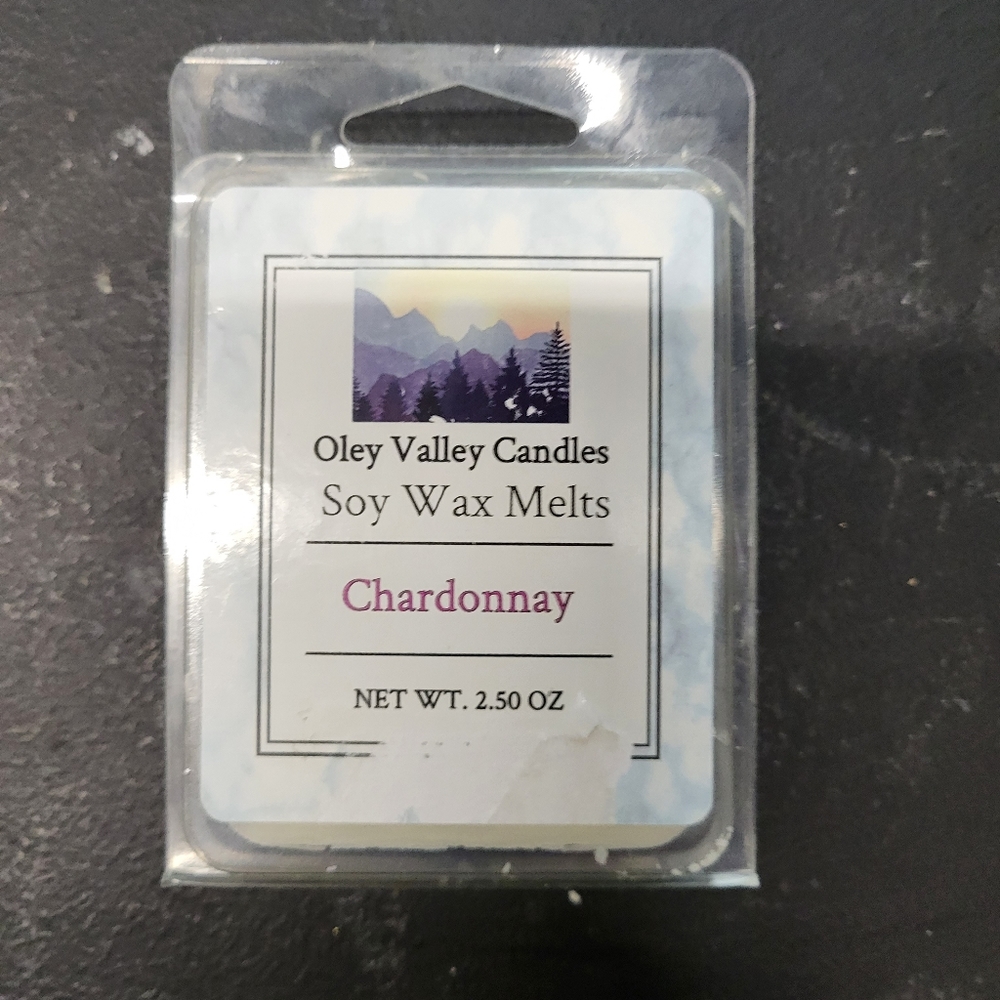 Oley Valley Candles
Soy Wax Melts
Chardonnay
NET WT. 2.50 OZ